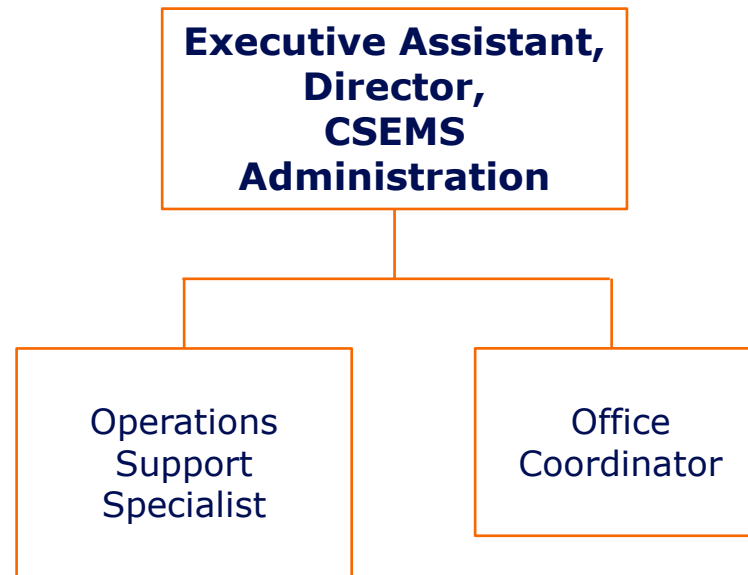 Executive Assistant,
Director,
CSEMS
Administration
Operations
Support
Specialist
Office
Coordinator